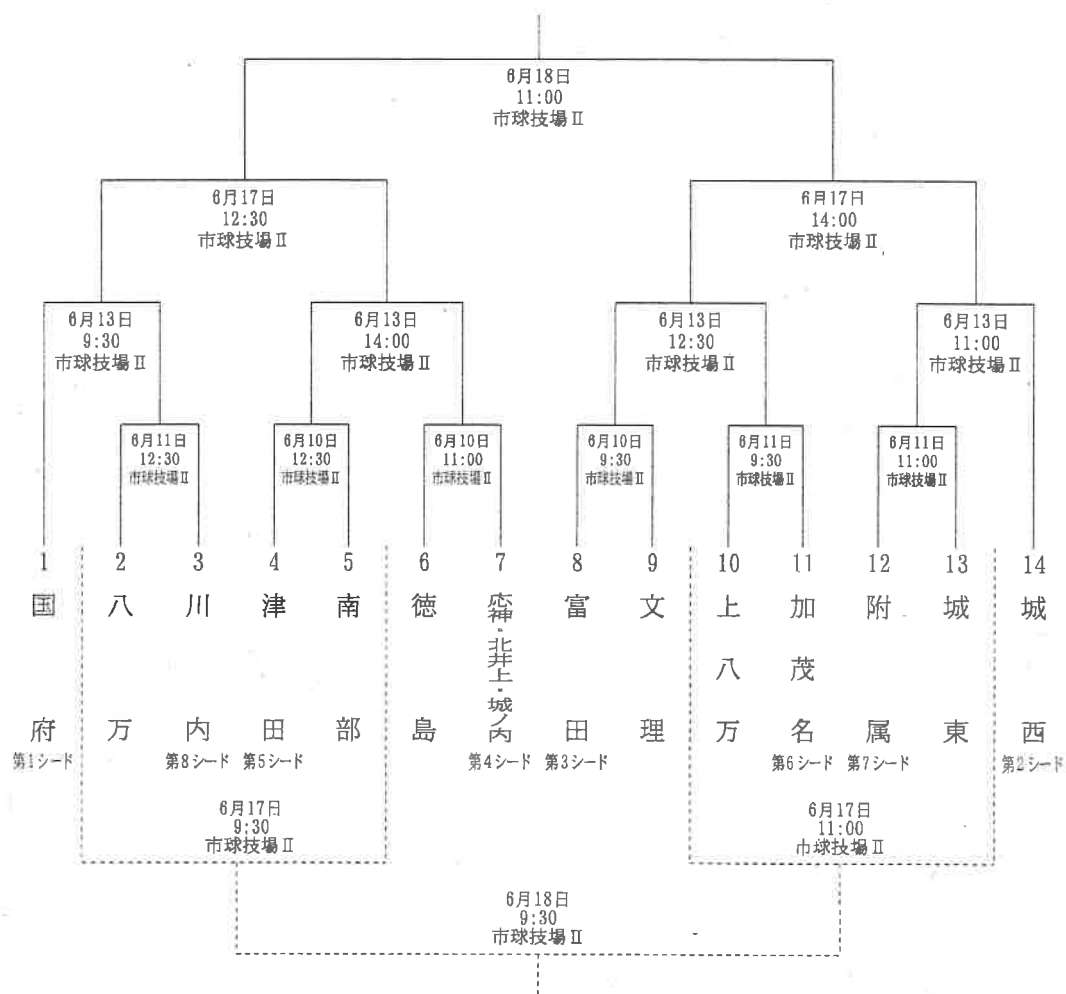 6月18日
11:00
市球技場Ⅱ
6月17日
12:30
市球技場Ⅱ
6月17日
14:00
市球技場Ⅱ
6月13日
9:30
市球技場Ⅱ
6月13日
14:00
市球技場Ⅱ
6月13日
12:30
市球技場Ⅱ
6月13日
11:00
市球技場Ⅱ
6月11日
12:30
市球技場Ⅱ
6月10日
12:30
市球技場Ⅱ
6月10日
11:00
市球技場Ⅱ
6月10日
9:30
市球技場Ⅱ
6月11日
9:30
市球技場Ⅱ
6月11日
11:00
市球技場Ⅱ
1
国府
第1シード
2
八万
3
川内
第8シード
4
津田
第5シード
5
南部
6
徳島
7
応神・北井上・城ノ内
第4シード
8
富田
第3シード
9
文理
10
上八万
11
加茂名
第6シード
12
附属
第7シード
13
城東
14
城西
第2シード
6月17日
9:30
市球技場Ⅱ
6月17日
11:00
市球技場Ⅱ
6月18日
9:30
市球技場Ⅱ